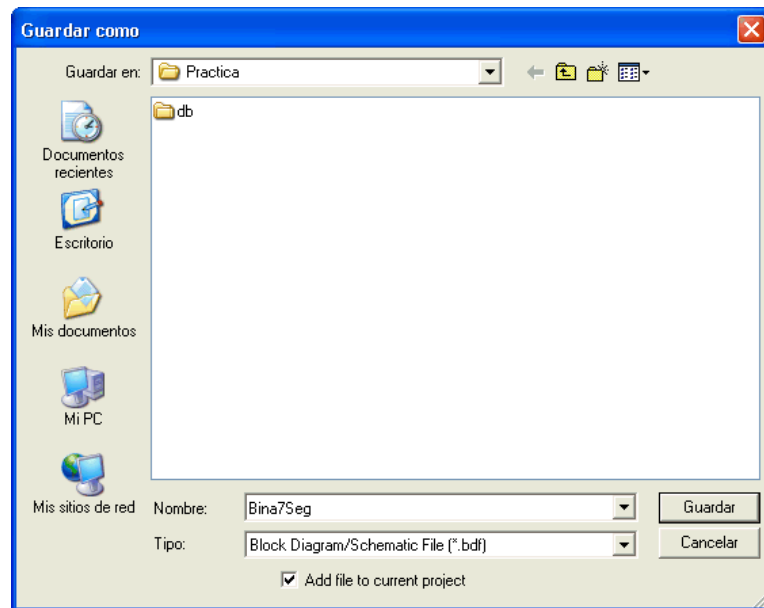 Guardar como
Guardar en:
Practica
db
Documentos
recientes
Escritorio
Mis documentos
Mi PC
Mis sitios de red
Nombre:
Bina7Seg
Guardar
Tipo:
Block Diagram/Schematic File (*.bdf)
Cancelar
Add file to current project